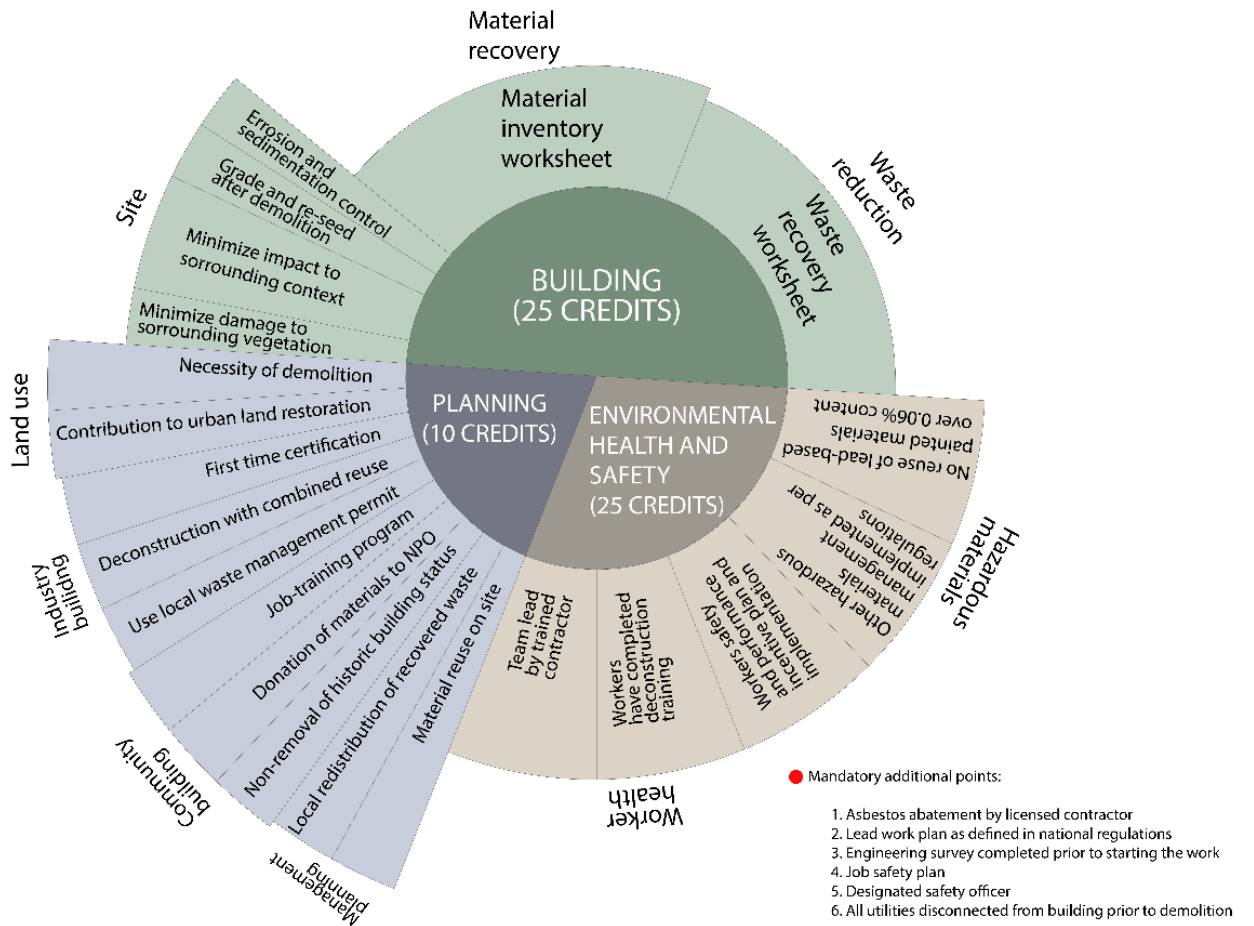 Material
recovery
Material
inventory
worksheet
Waste
reduction
Waste
recovery
worksheet
Site
Errosion and
sedimentation control
Grade and re-seed
after demolition
Minimize impact to
sorrounding context
Minimize damage to
sorrounding vegetation
BUILDING
(25 CREDITS)
PLANNING
(10 CREDITS)
ENVIRONMENTAL
HEALTH AND
SAFETY
(25 CREDITS)
Land use
Necessity of demolition
Contribution to urban land restoration
Industry
building
First time certification
Deconstruction with combined reuse
Use local waste management permit
Community
building
Job-training program
Donation of materials to NPO
Non-removal of historic building status
Management
planning
Local redistribution of recovered waste
Material reuse on site
Hazardous
materials
No reuse of lead-based
painted materials
over 0.06% content
Other hazardous
materials
management
implemented as per
regulations
Worker
health
Workers safety
and performance
incentive plan and
implementation
Workers
have completed
deconstruction
training
Team lead
by trained
contractor
Mandatory additional points:
1. Asbestos abatement by licensed contractor
2. Lead work plan as defined in national regulations
3. Engineering survey completed prior to starting the work
4. Job safety plan
5. Designated safety officer
6. All utilities disconnected from building prior to demolition